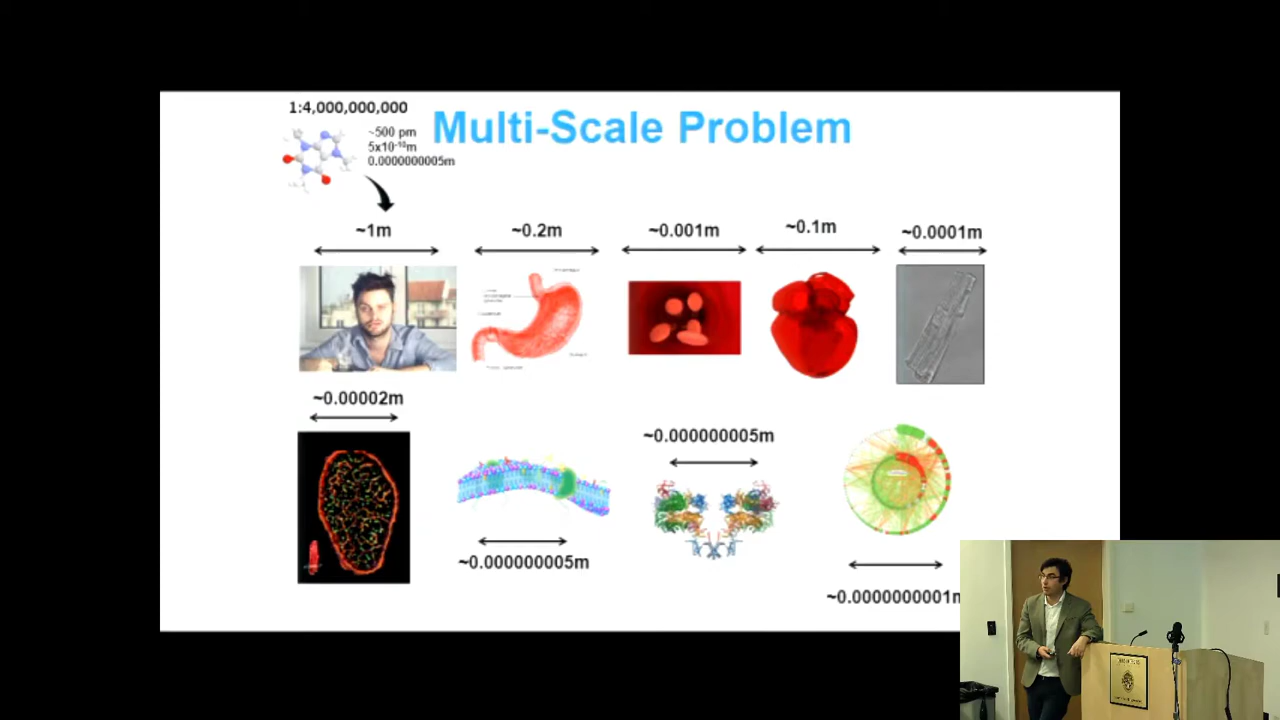 1:4,000,000,000
Multi-Scale Problem
~500 pm
5x10⁻¹⁰m
0.0000000005m
~1m
~0.2m
~0.001m
~0.1m
~0.0001m
~0.00002m
~0.000000005m
~0.000000005m
~0.0000000001m